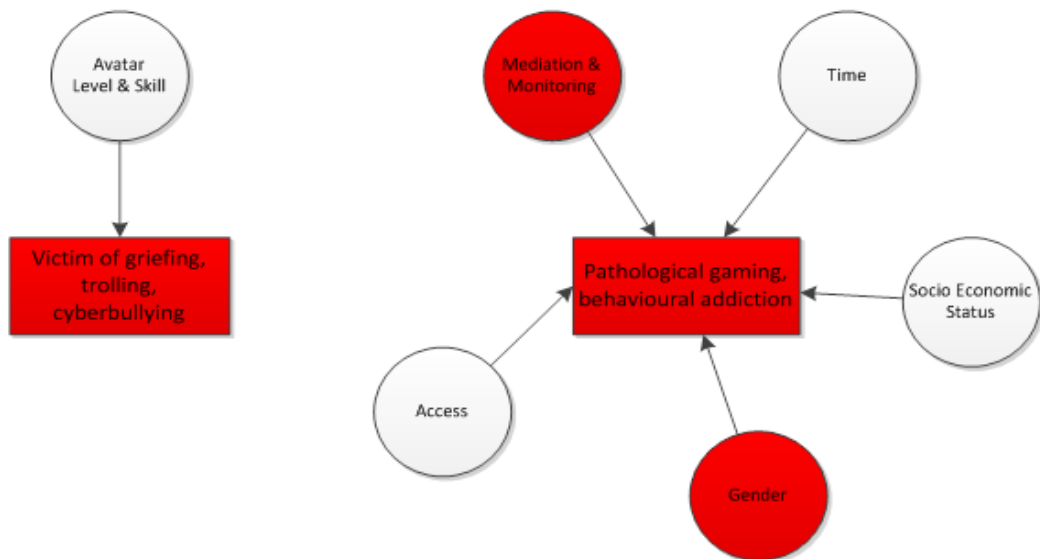 Avatar
Level & Skill
Mediation &
Monitoring
Time
Victim of griefing,
trolling,
cyberbullying
Pathological gaming,
behavioural addiction
Socio Economic
Status
Access
Gender